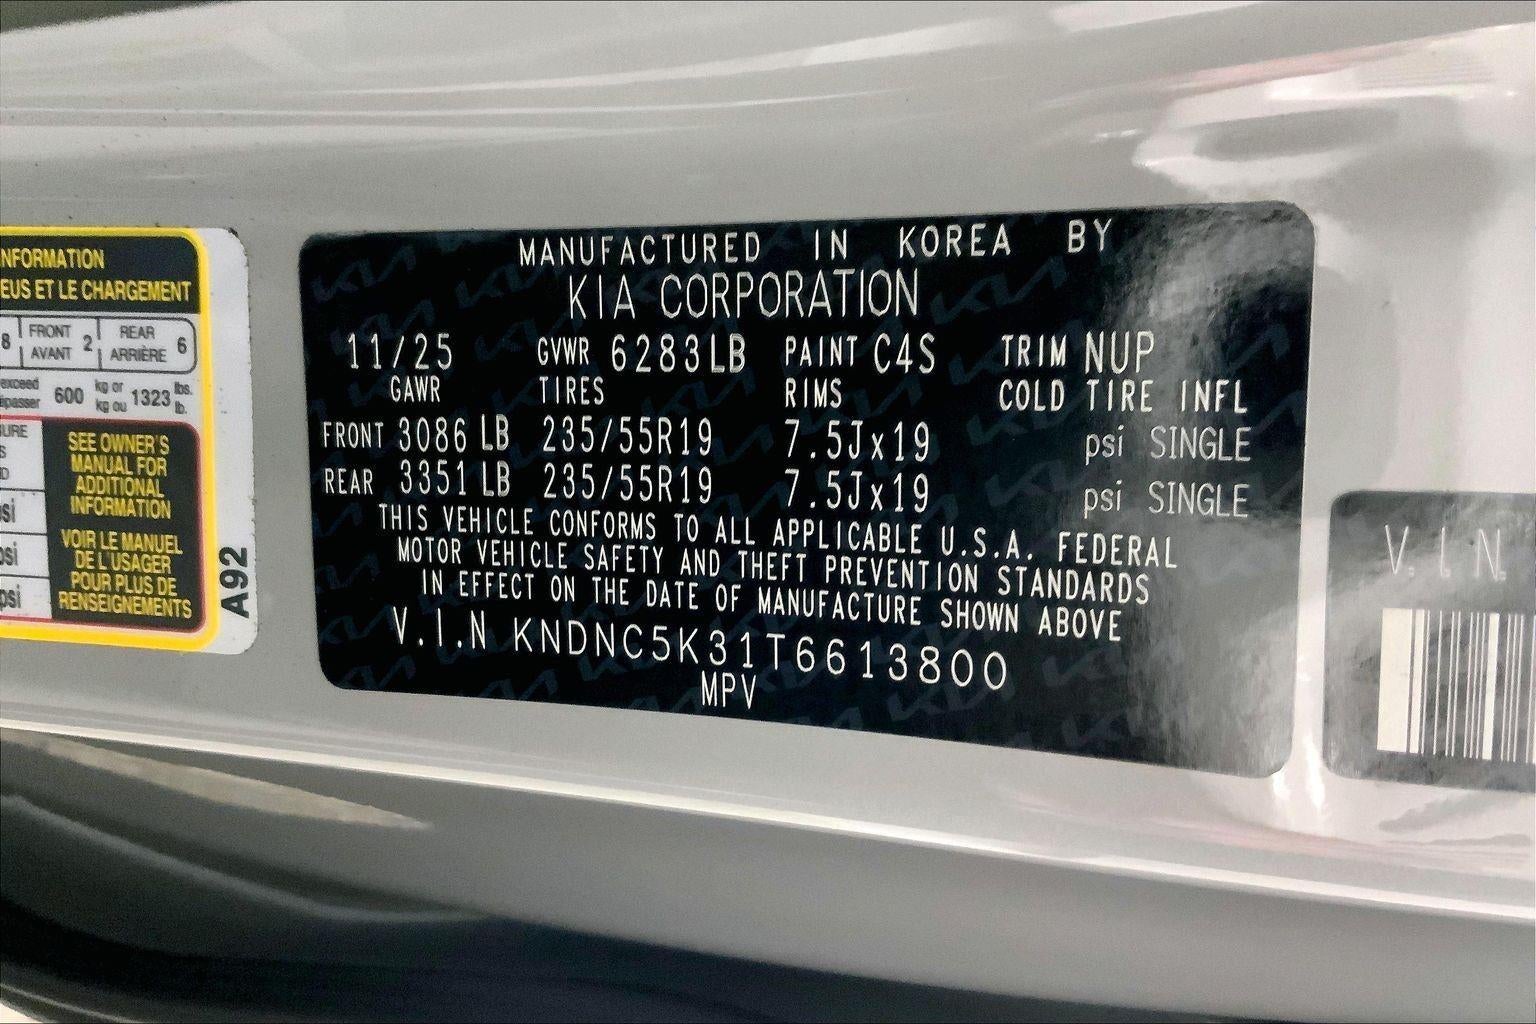 NFORMATION
EUS ET LE CHARGEMENT
8 FRONT AVANT 2 REAR ARRIÈRE 6
exceed 600 kg or 1323 lbs.
épasser kg ou lb.
URE
S
D
SEE OWNER'S
MANUAL FOR
ADDITIONAL
INFORMATION
VOIR LE MANUEL
DE L'USAGER
POUR PLUS DE
RENSEIGNEMENTS
si
psi
psi
A92
MANUFACTURED IN KOREA BY
KIA CORPORATION
11/25 GVWR 6283LB PAINT C4S TRIM NUP
GAWR TIRES RIMS COLD TIRE INFL
FRONT 3086 LB 235/55R19 7.5Jx19 psi SINGLE
REAR 3351 LB 235/55R19 7.5Jx19 psi SINGLE
THIS VEHICLE CONFORMS TO ALL APPLICABLE U.S.A. FEDERAL
MOTOR VEHICLE SAFETY AND THEFT PREVENTION STANDARDS
IN EFFECT ON THE DATE OF MANUFACTURE SHOWN ABOVE
V.I.N KNDNC5K31T6613800
MPV
V.I.N.